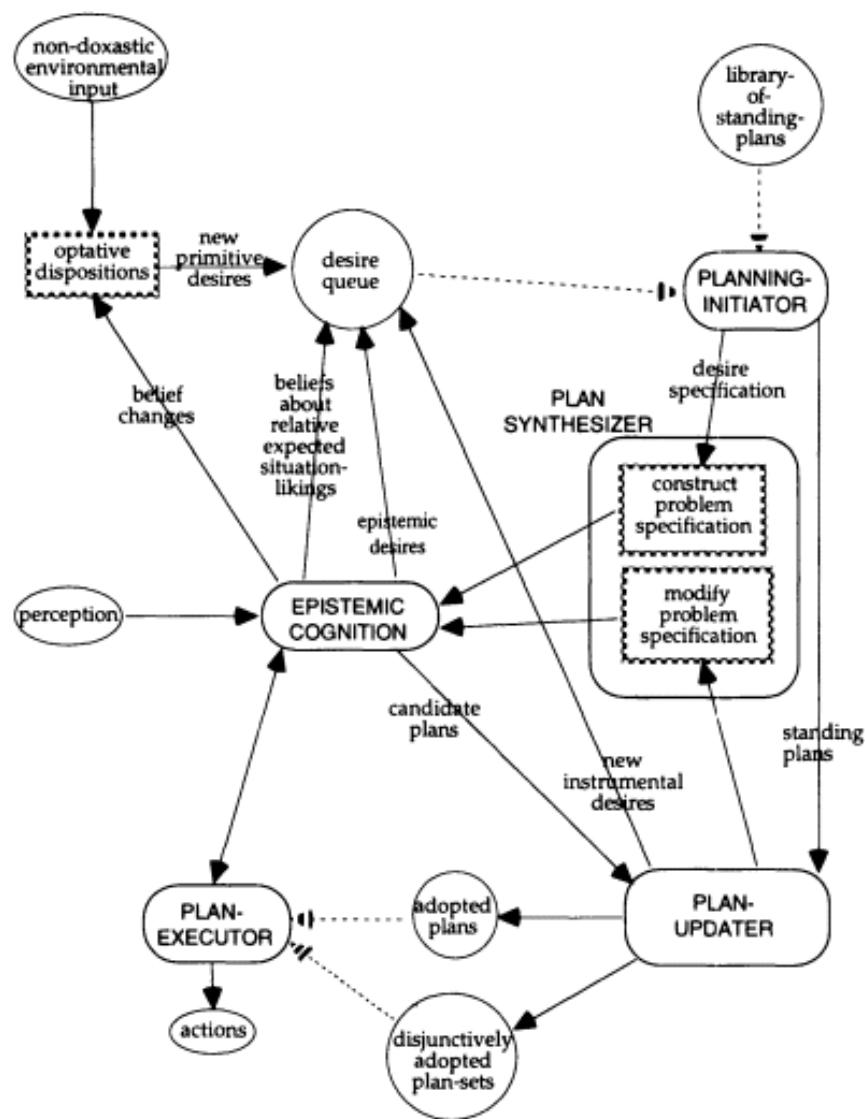 non-doxastic
environmental
input
library-
of-
standing-
plans
optative
dispositions
new
primitive
desires
desire
queue
PLANNING-
INITIATOR
belief
changes
beliefs
about
relative
expected
situation-
likings
epistemic
desires
desire
specification
PLAN
SYNTHESIZER
construct
problem
specification
modify
problem
specification
perception
EPISTEMIC
COGNITION
candidate
plans
new
instrumental
desires
standing
plans
PLAN-
EXECUTOR
adopted
plans
PLAN-
UPDATER
actions
disjunctively
adopted
plan-sets